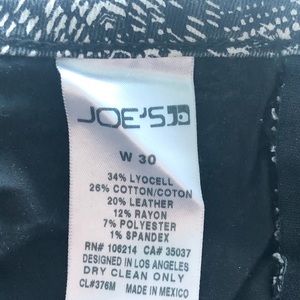 JOE'S
W 30
34% LYOCELL
26% COTTON/COTON
20% LEATHER
12% RAYON
7% POLYESTER
1% SPANDEX
RN# 106214 CA# 35037
DESIGNED IN LOS ANGELES
DRY CLEAN ONLY
CL#376M MADE IN MEXICO